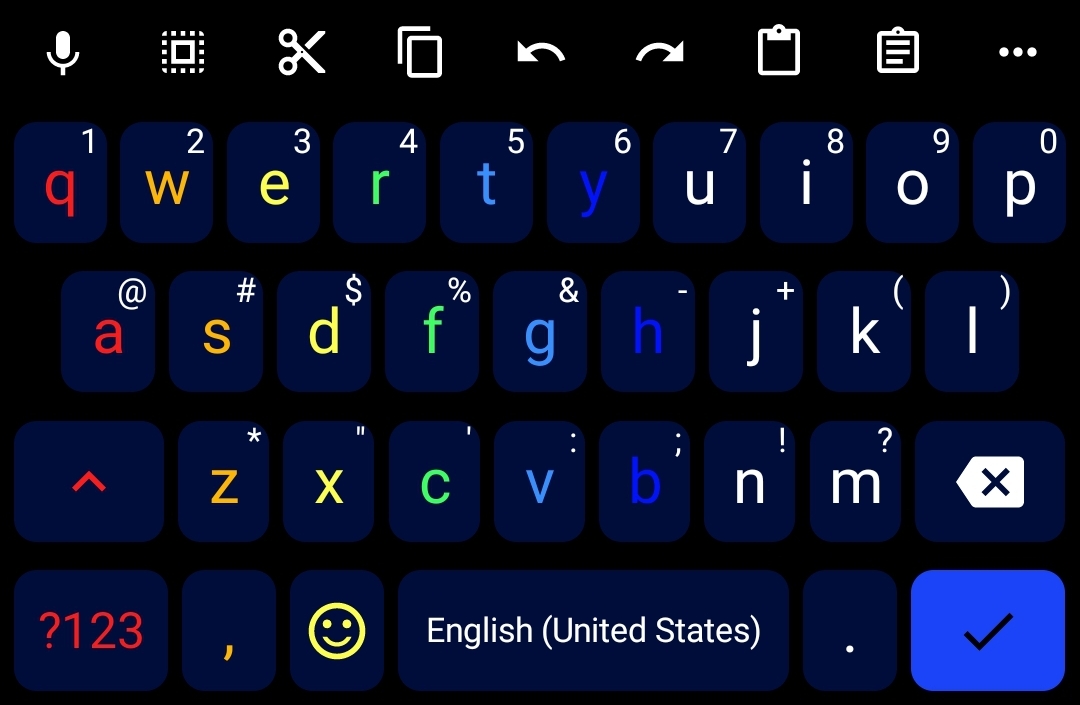 1 2 3 4 5 6 7 8 9 0
q w e r t y u i o p
@ # $ % & - + ( )
a s d f g h j k l
* " ' : ; ! ?
z x c v b n m
?123 , English (United States) .